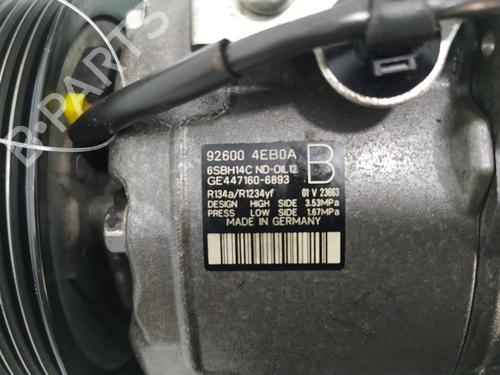 B-PARTS
92600 4EB0A B
6SBH14C ND-OIL12
GE447160-6893
R134a/R1234yf 01 V 23663
DESIGN HIGH SIDE 3.53MPa
PRESS LOW SIDE 1.67MPa
MADE IN GERMANY